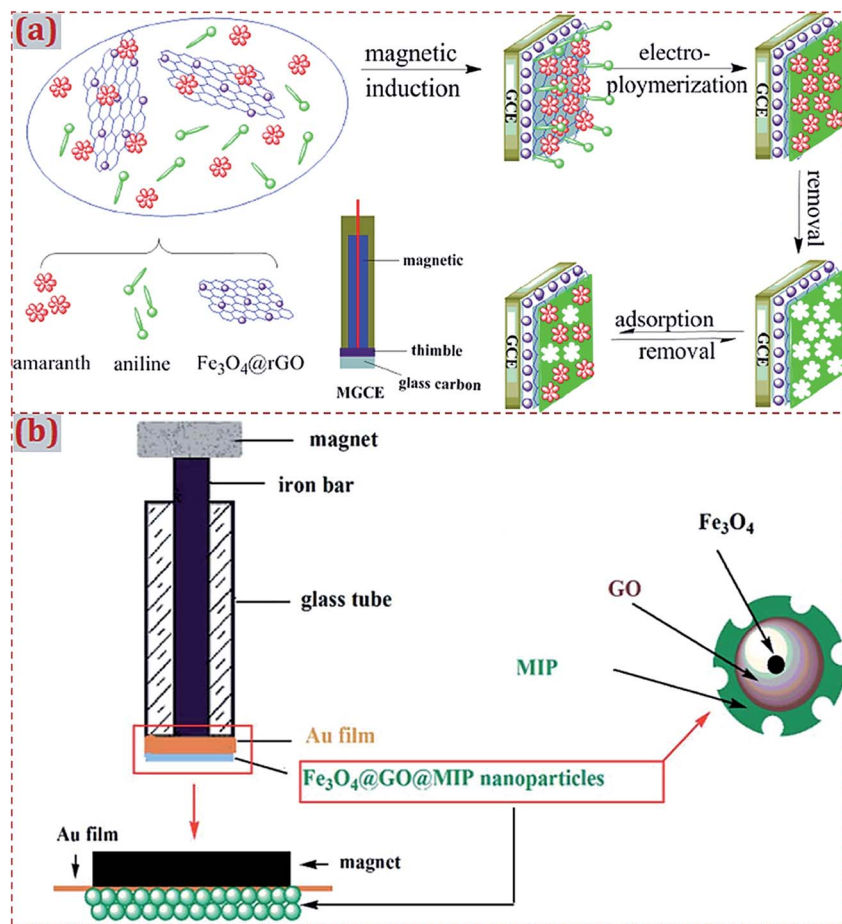 (a)
magnetic
induction
electro-
ploymerization
GCE
GCE
removal
magnetic
thimble
glass carbon
MGCE
amaranth
aniline
Fe₃O₄@rGO
GCE
adsorption
removal
GCE
(b)
magnet
iron bar
glass tube
Au film
Fe₃O₄@GO@MIP nanoparticles
Fe₃O₄
GO
MIP
Au film
magnet